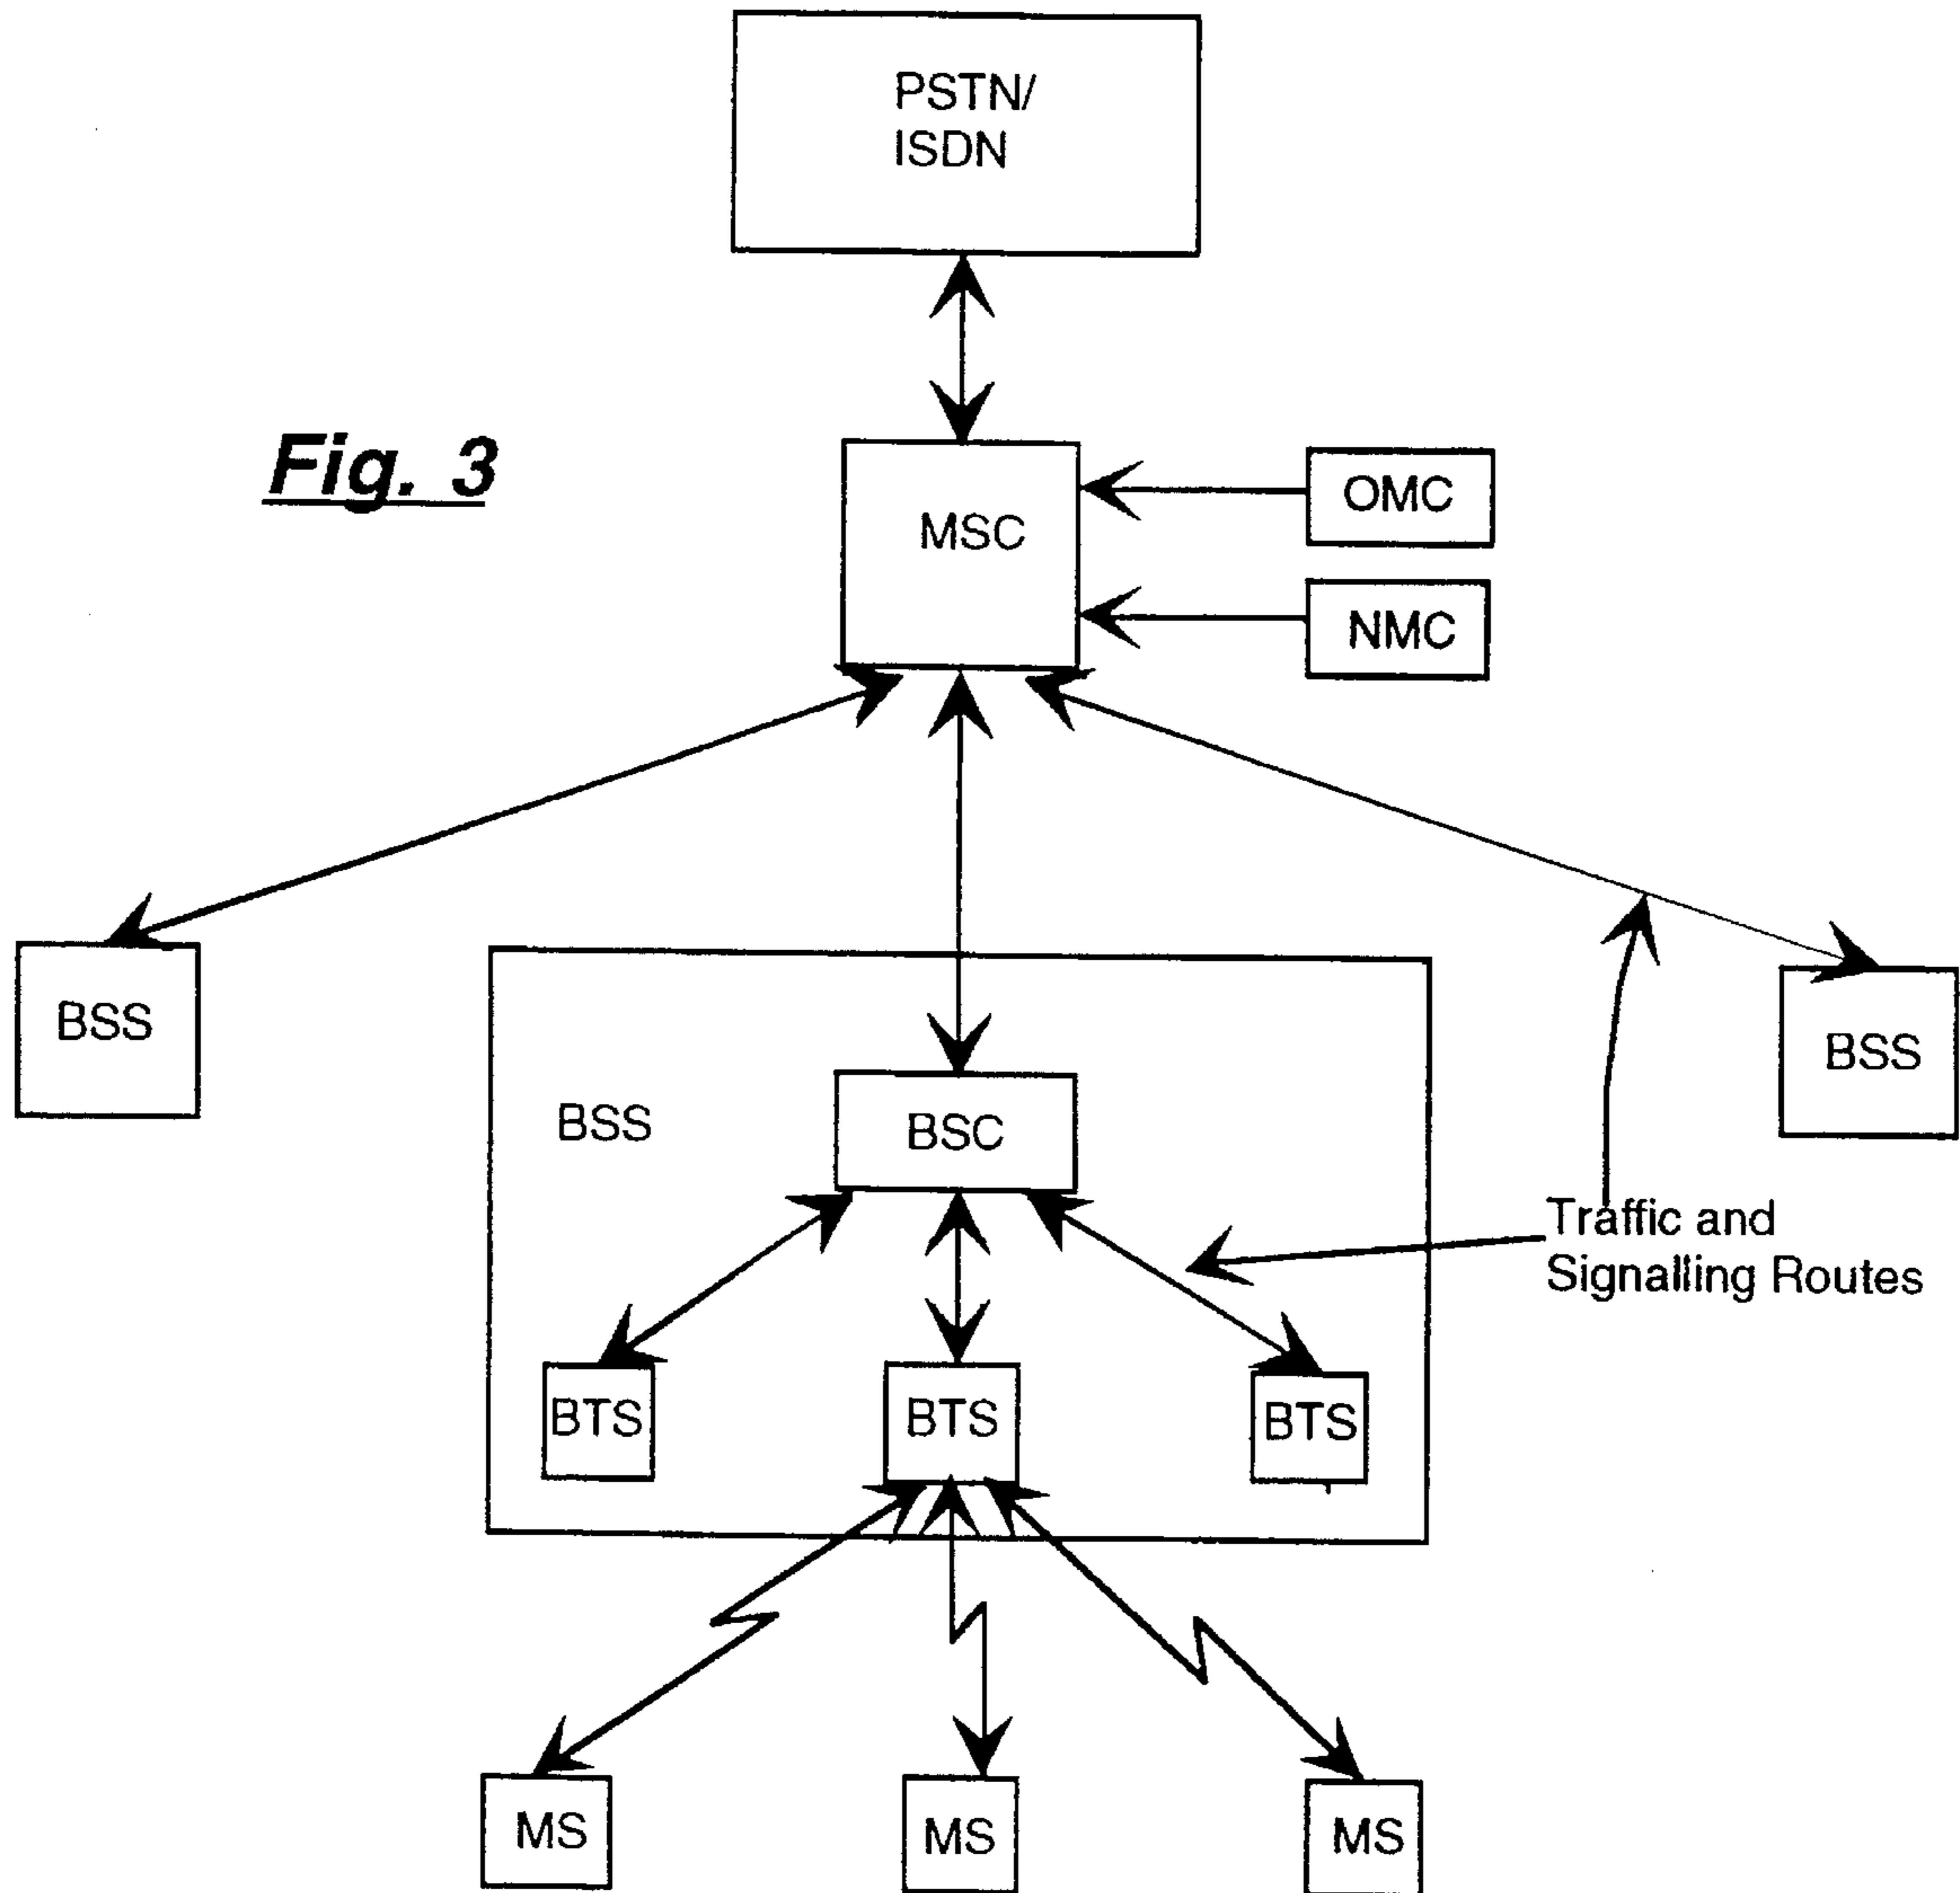 PSTN/
ISDN
Fig. 3
MSC
OMC
NMC
BSS
BSS
BSS
BSC
Traffic and
Signalling Routes
BTS
BTS
BTS
MS
MS
MS